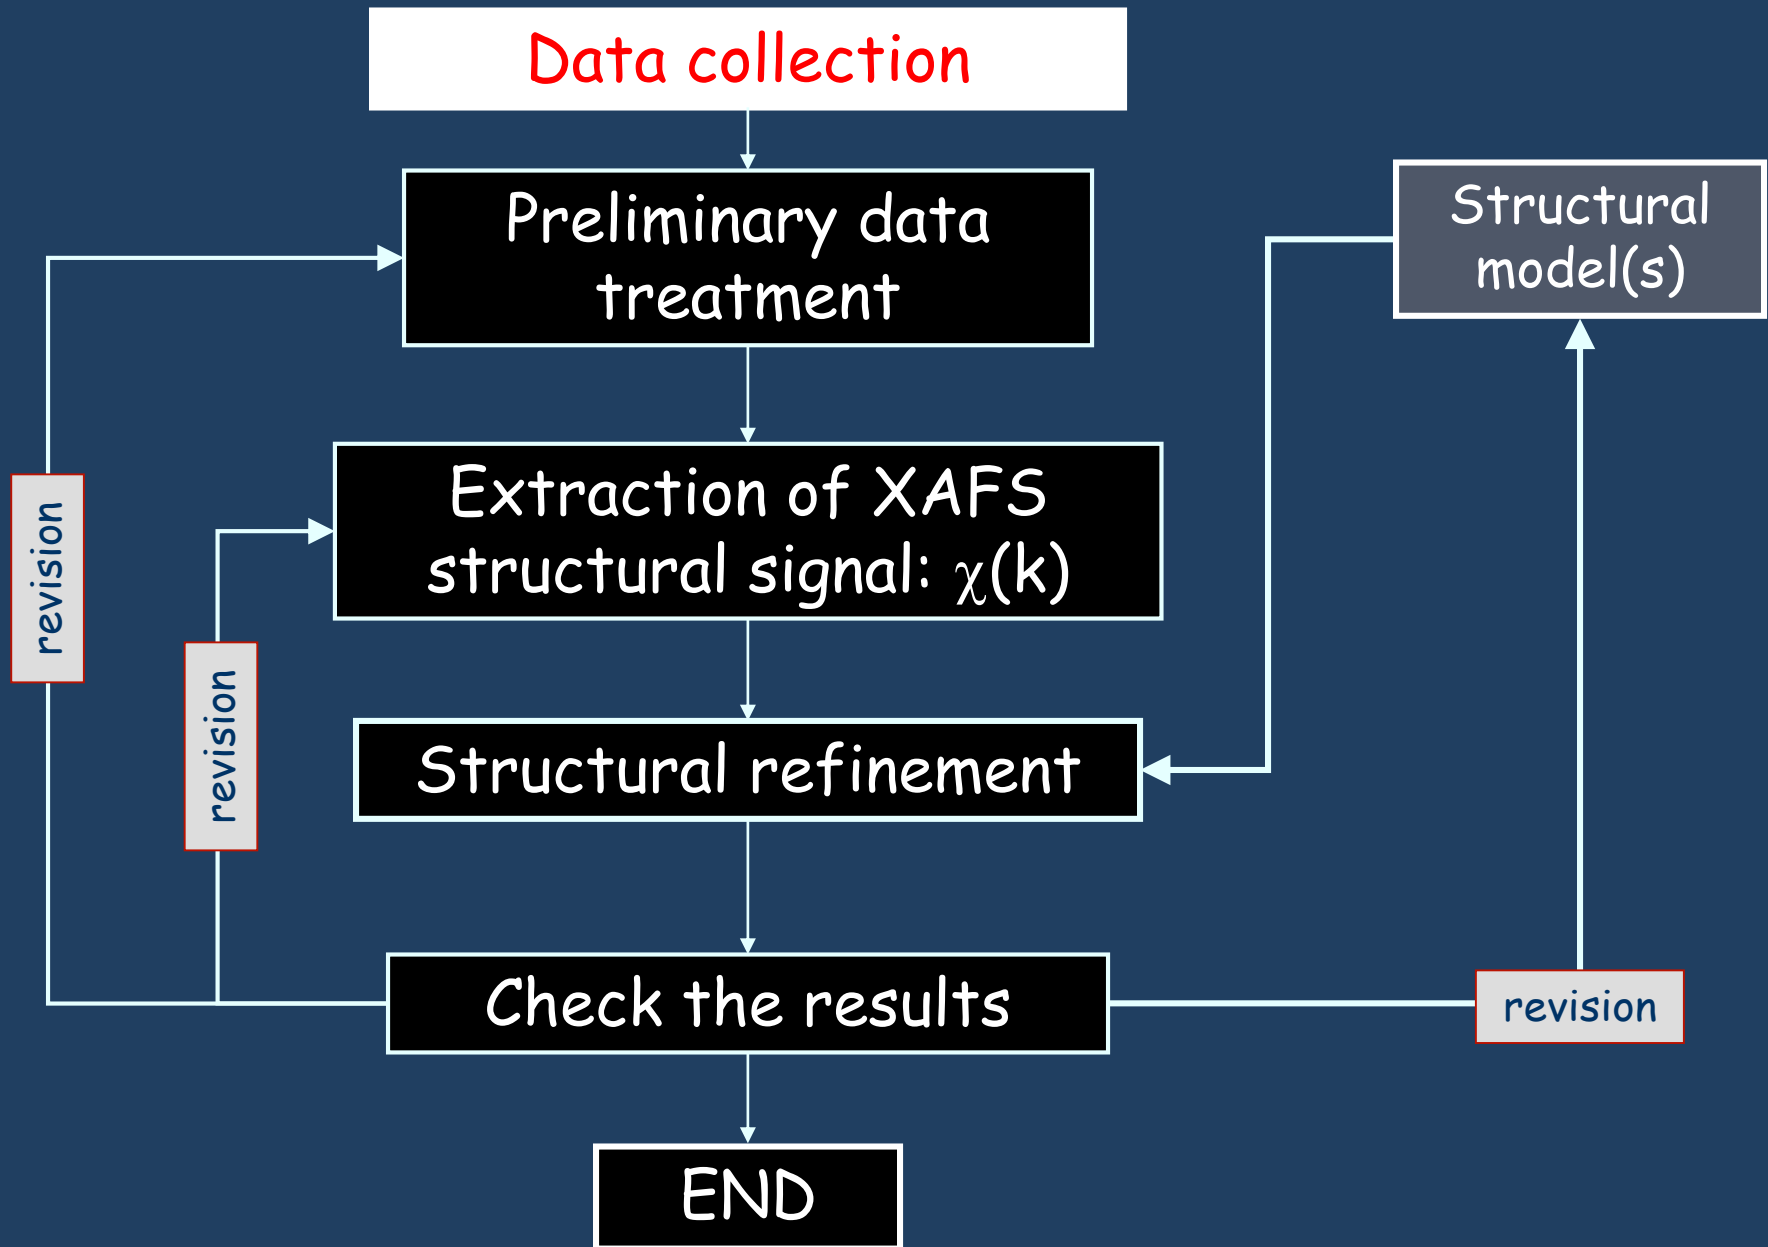 Data collection
Preliminary data
treatment
Structural
model(s)
Extraction of XAFS
structural signal: χ(k)
revision
revision
Structural refinement
Check the results
revision
END